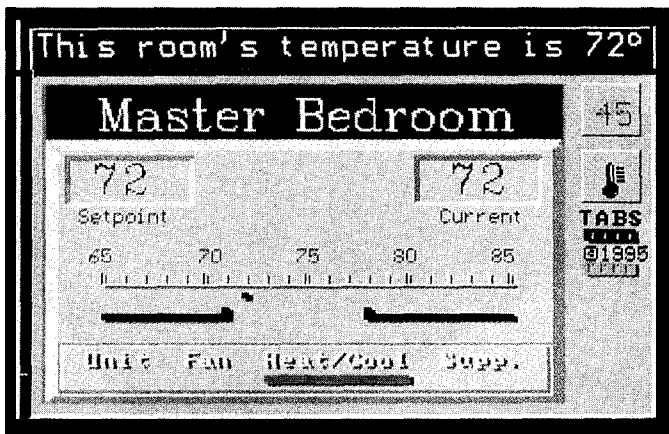 This room's temperature is 72°
Master Bedroom
45
72
72
Setpoint
Current
TABS
65 70 75 80 85
©1995
Unit Fan Heat/Cool Supp.